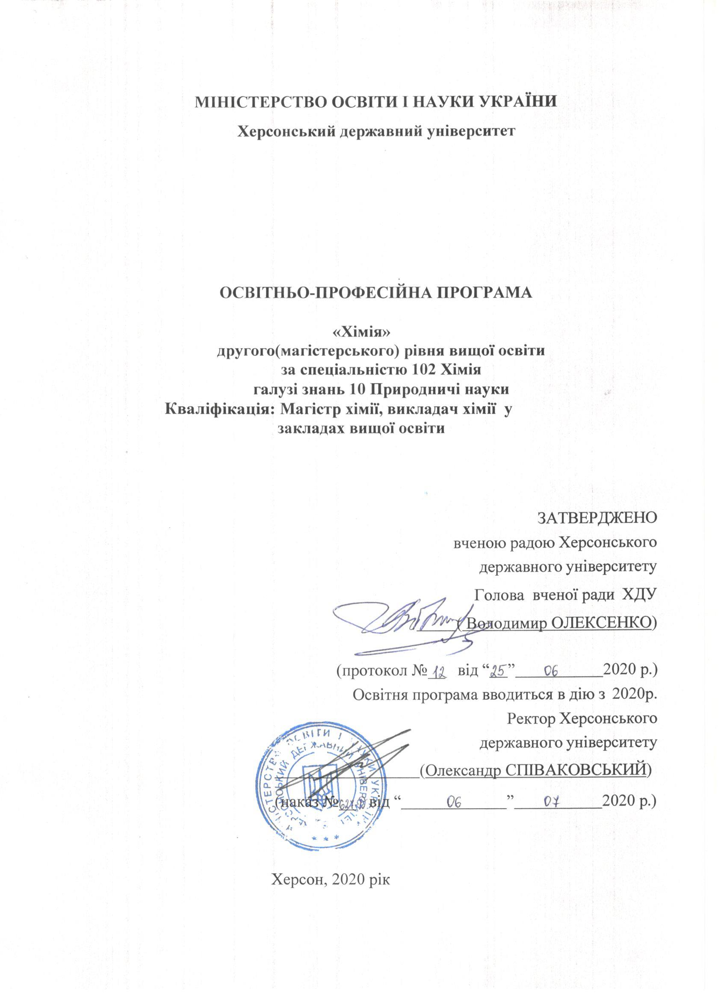 МІНІСТЕРСТВО ОСВІТИ І НАУКИ УКРАЇНИ
Херсонський державний університет
ОСВІТНЬО-ПРОФЕСІЙНА ПРОГРАМА
«Хімія»
другого(магістерського) рівня вищої освіти
за спеціальністю 102 Хімія
галузі знань 10 Природничі науки
Кваліфікація: Магістр хімії, викладач хімії у
закладах вищої освіти
ЗАТВЕРДЖЕНО
вченою радою Херсонського
державного університету
Голова вченої ради ХДУ
( Володимир ОЛЕКСЕНКО)
(протокол № 12 від “25” 06 2020 р.)
Освітня програма вводиться в дію з 2020р.
Ректор Херсонського
державного університету
(Олександр СПІВАКОВСЬКИЙ)
(наказ № від “ 06 ” 07 2020 р.)
Херсон, 2020 рік